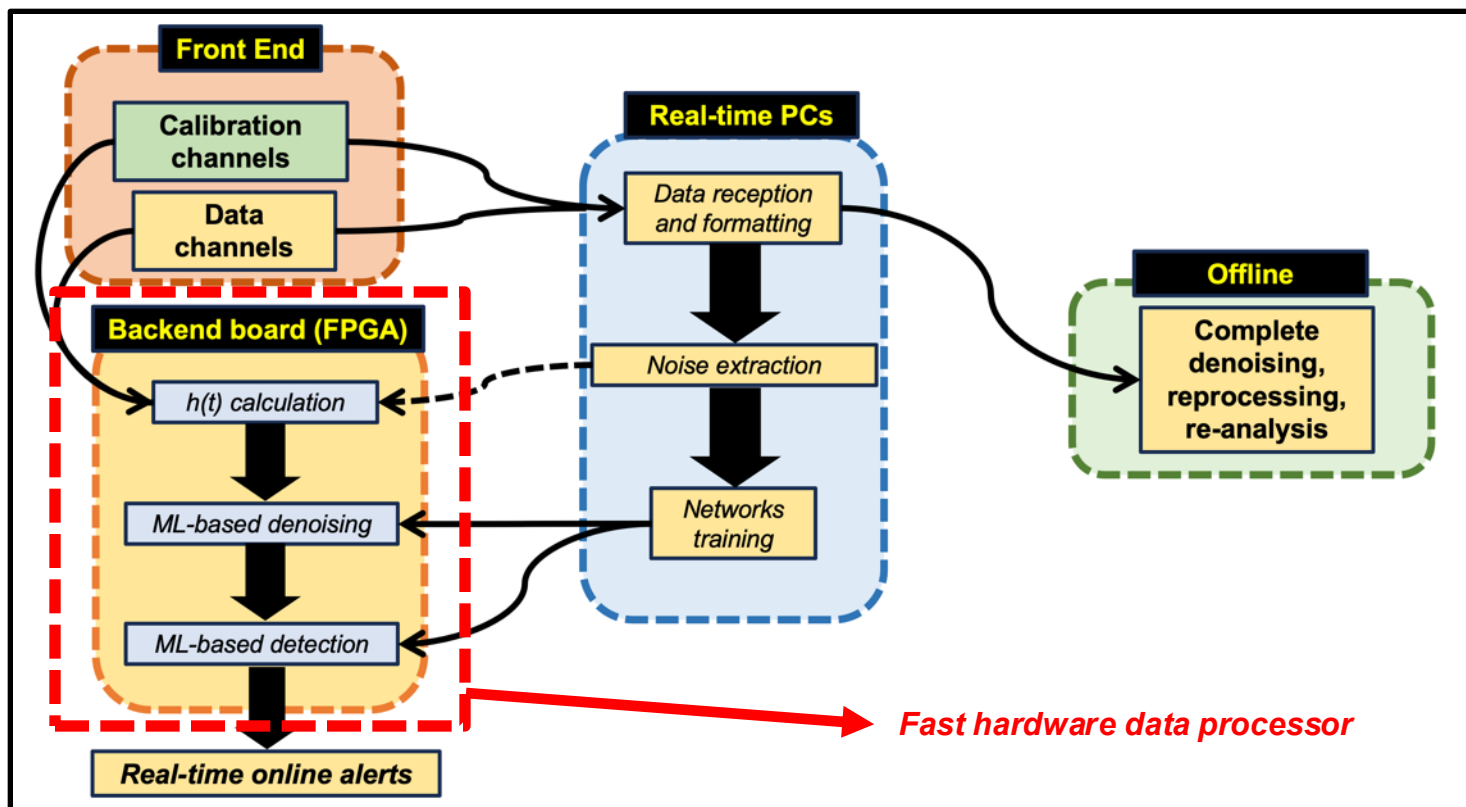 Front End
Calibration
channels
Data
channels
Backend board (FPGA)
h(t) calculation
ML-based denoising
ML-based detection
Real-time online alerts
Real-time PCs
Data reception
and formatting
Noise extraction
Networks
training
Offline
Complete
denoising,
reprocessing,
re-analysis
Fast hardware data processor